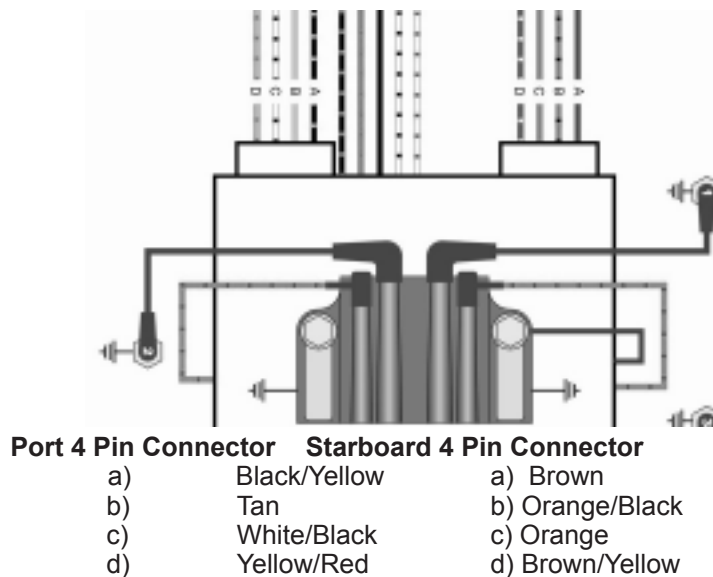 D C B A D C B A
2
Port 4 Pin Connector Starboard 4 Pin Connector
a) Black/Yellow a) Brown
b) Tan b) Orange/Black
c) White/Black c) Orange
d) Yellow/Red d) Brown/Yellow